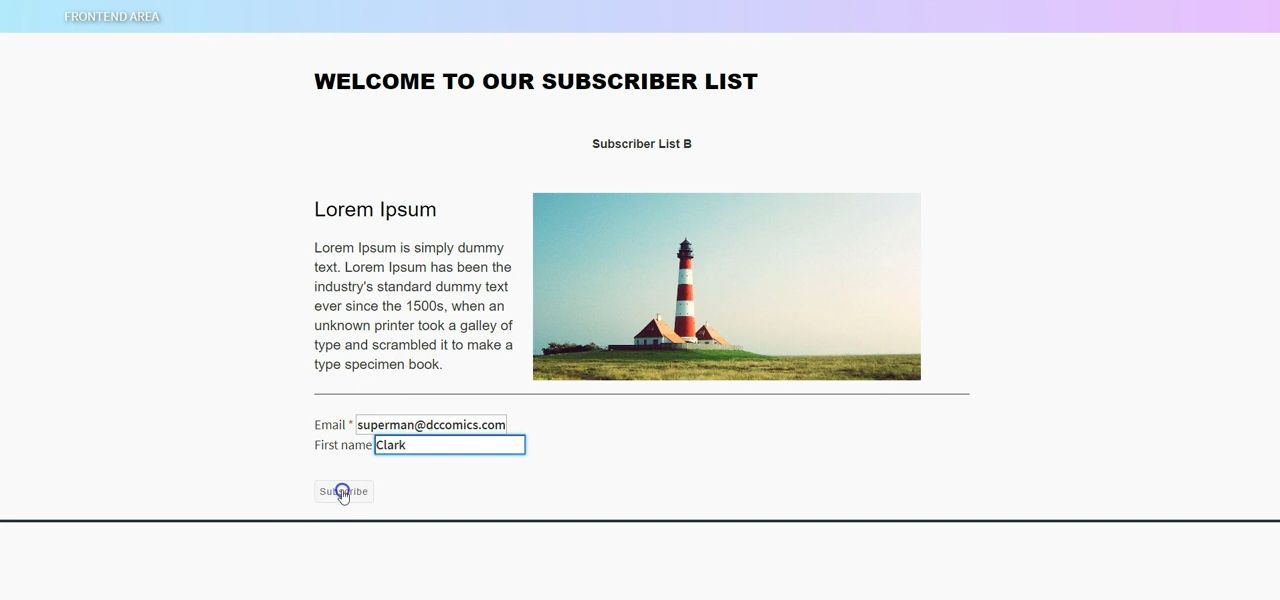 FRONTEND AREA
WELCOME TO OUR SUBSCRIBER LIST
Subscriber List B
Lorem Ipsum
Lorem Ipsum is simply dummy
text. Lorem Ipsum has been the
industry's standard dummy text
ever since the 1500s, when an
unknown printer took a galley of
type and scrambled it to make a
type specimen book.
Email * superman@dccomics.com
First name Clark
Subscribe